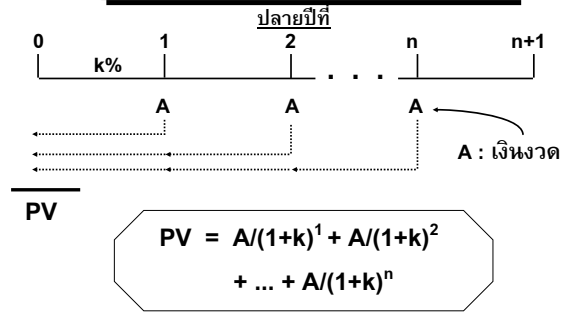 ปลายปีที่
0 1 2 n n+1
k% . . .
A A A
A : เงินงวด
PV
PV = A/(1+k)¹ + A/(1+k)²
+ ... + A/(1+k)ⁿ